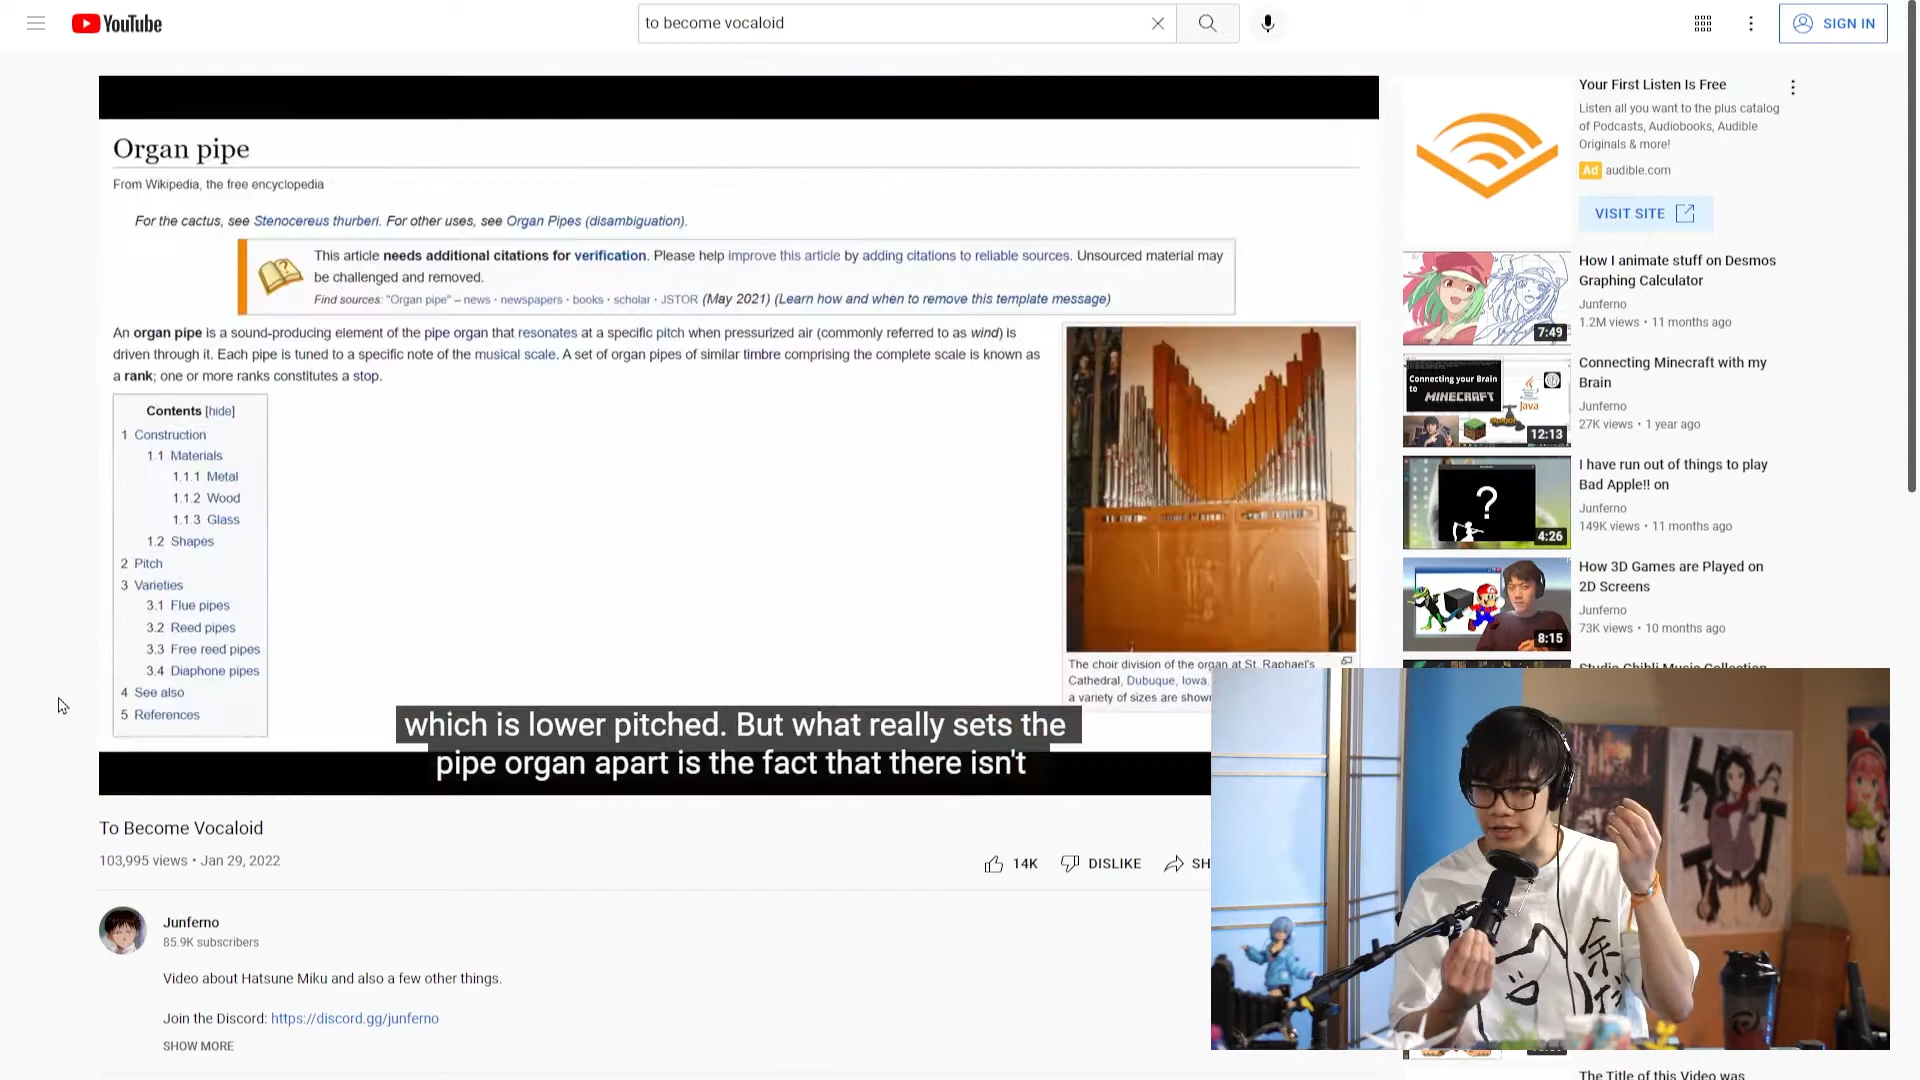 YouTube
to become vocaloid
SIGN IN
Organ pipe
From Wikipedia, the free encyclopedia
For the cactus, see Stenocereus thurberi. For other uses, see Organ Pipes (disambiguation).
This article needs additional citations for verification. Please help improve this article by adding citations to reliable sources. Unsourced material may
be challenged and removed.
Find sources: "Organ pipe" – news · newspapers · books · scholar · JSTOR (May 2021) (Learn how and when to remove this template message)
An organ pipe is a sound-producing element of the pipe organ that resonates at a specific pitch when pressurized air (commonly referred to as wind) is
driven through it. Each pipe is tuned to a specific note of the musical scale. A set of organ pipes of similar timbre comprising the complete scale is known as
a rank; one or more ranks constitutes a stop.
Contents [hide]
1 Construction
1.1 Materials
1.1.1 Metal
1.1.2 Wood
1.1.3 Glass
1.2 Shapes
2 Pitch
3 Varieties
3.1 Flue pipes
3.2 Reed pipes
3.3 Free reed pipes
3.4 Diaphone pipes
4 See also
5 References
The choir division of the organ at St. Raphael's
Cathedral, Dubuque, Iowa.
a variety of sizes are show
which is lower pitched. But what really sets the
pipe organ apart is the fact that there isn't
To Become Vocaloid
103,995 views • Jan 29, 2022
14K
DISLIKE
SH
Junferno
85.9K subscribers
Video about Hatsune Miku and also a few other things.
Join the Discord: https://discord.gg/junferno
SHOW MORE
Your First Listen Is Free
Listen all you want to the plus catalog
of Podcasts, Audiobooks, Audible
Originals & more!
Ad audible.com
VISIT SITE
How I animate stuff on Desmos
Graphing Calculator
Junferno
1.2M views • 11 months ago
7:49
Connecting your Brain
to
MINECRAFT
Java
12:13
Connecting Minecraft with my
Brain
Junferno
27K views • 1 year ago
?
4:26
I have run out of things to play
Bad Apple!! on
Junferno
149K views • 11 months ago
8:15
How 3D Games are Played on
2D Screens
Junferno
73K views • 10 months ago
Studio Ghibli Music Collection
The Title of this Video was